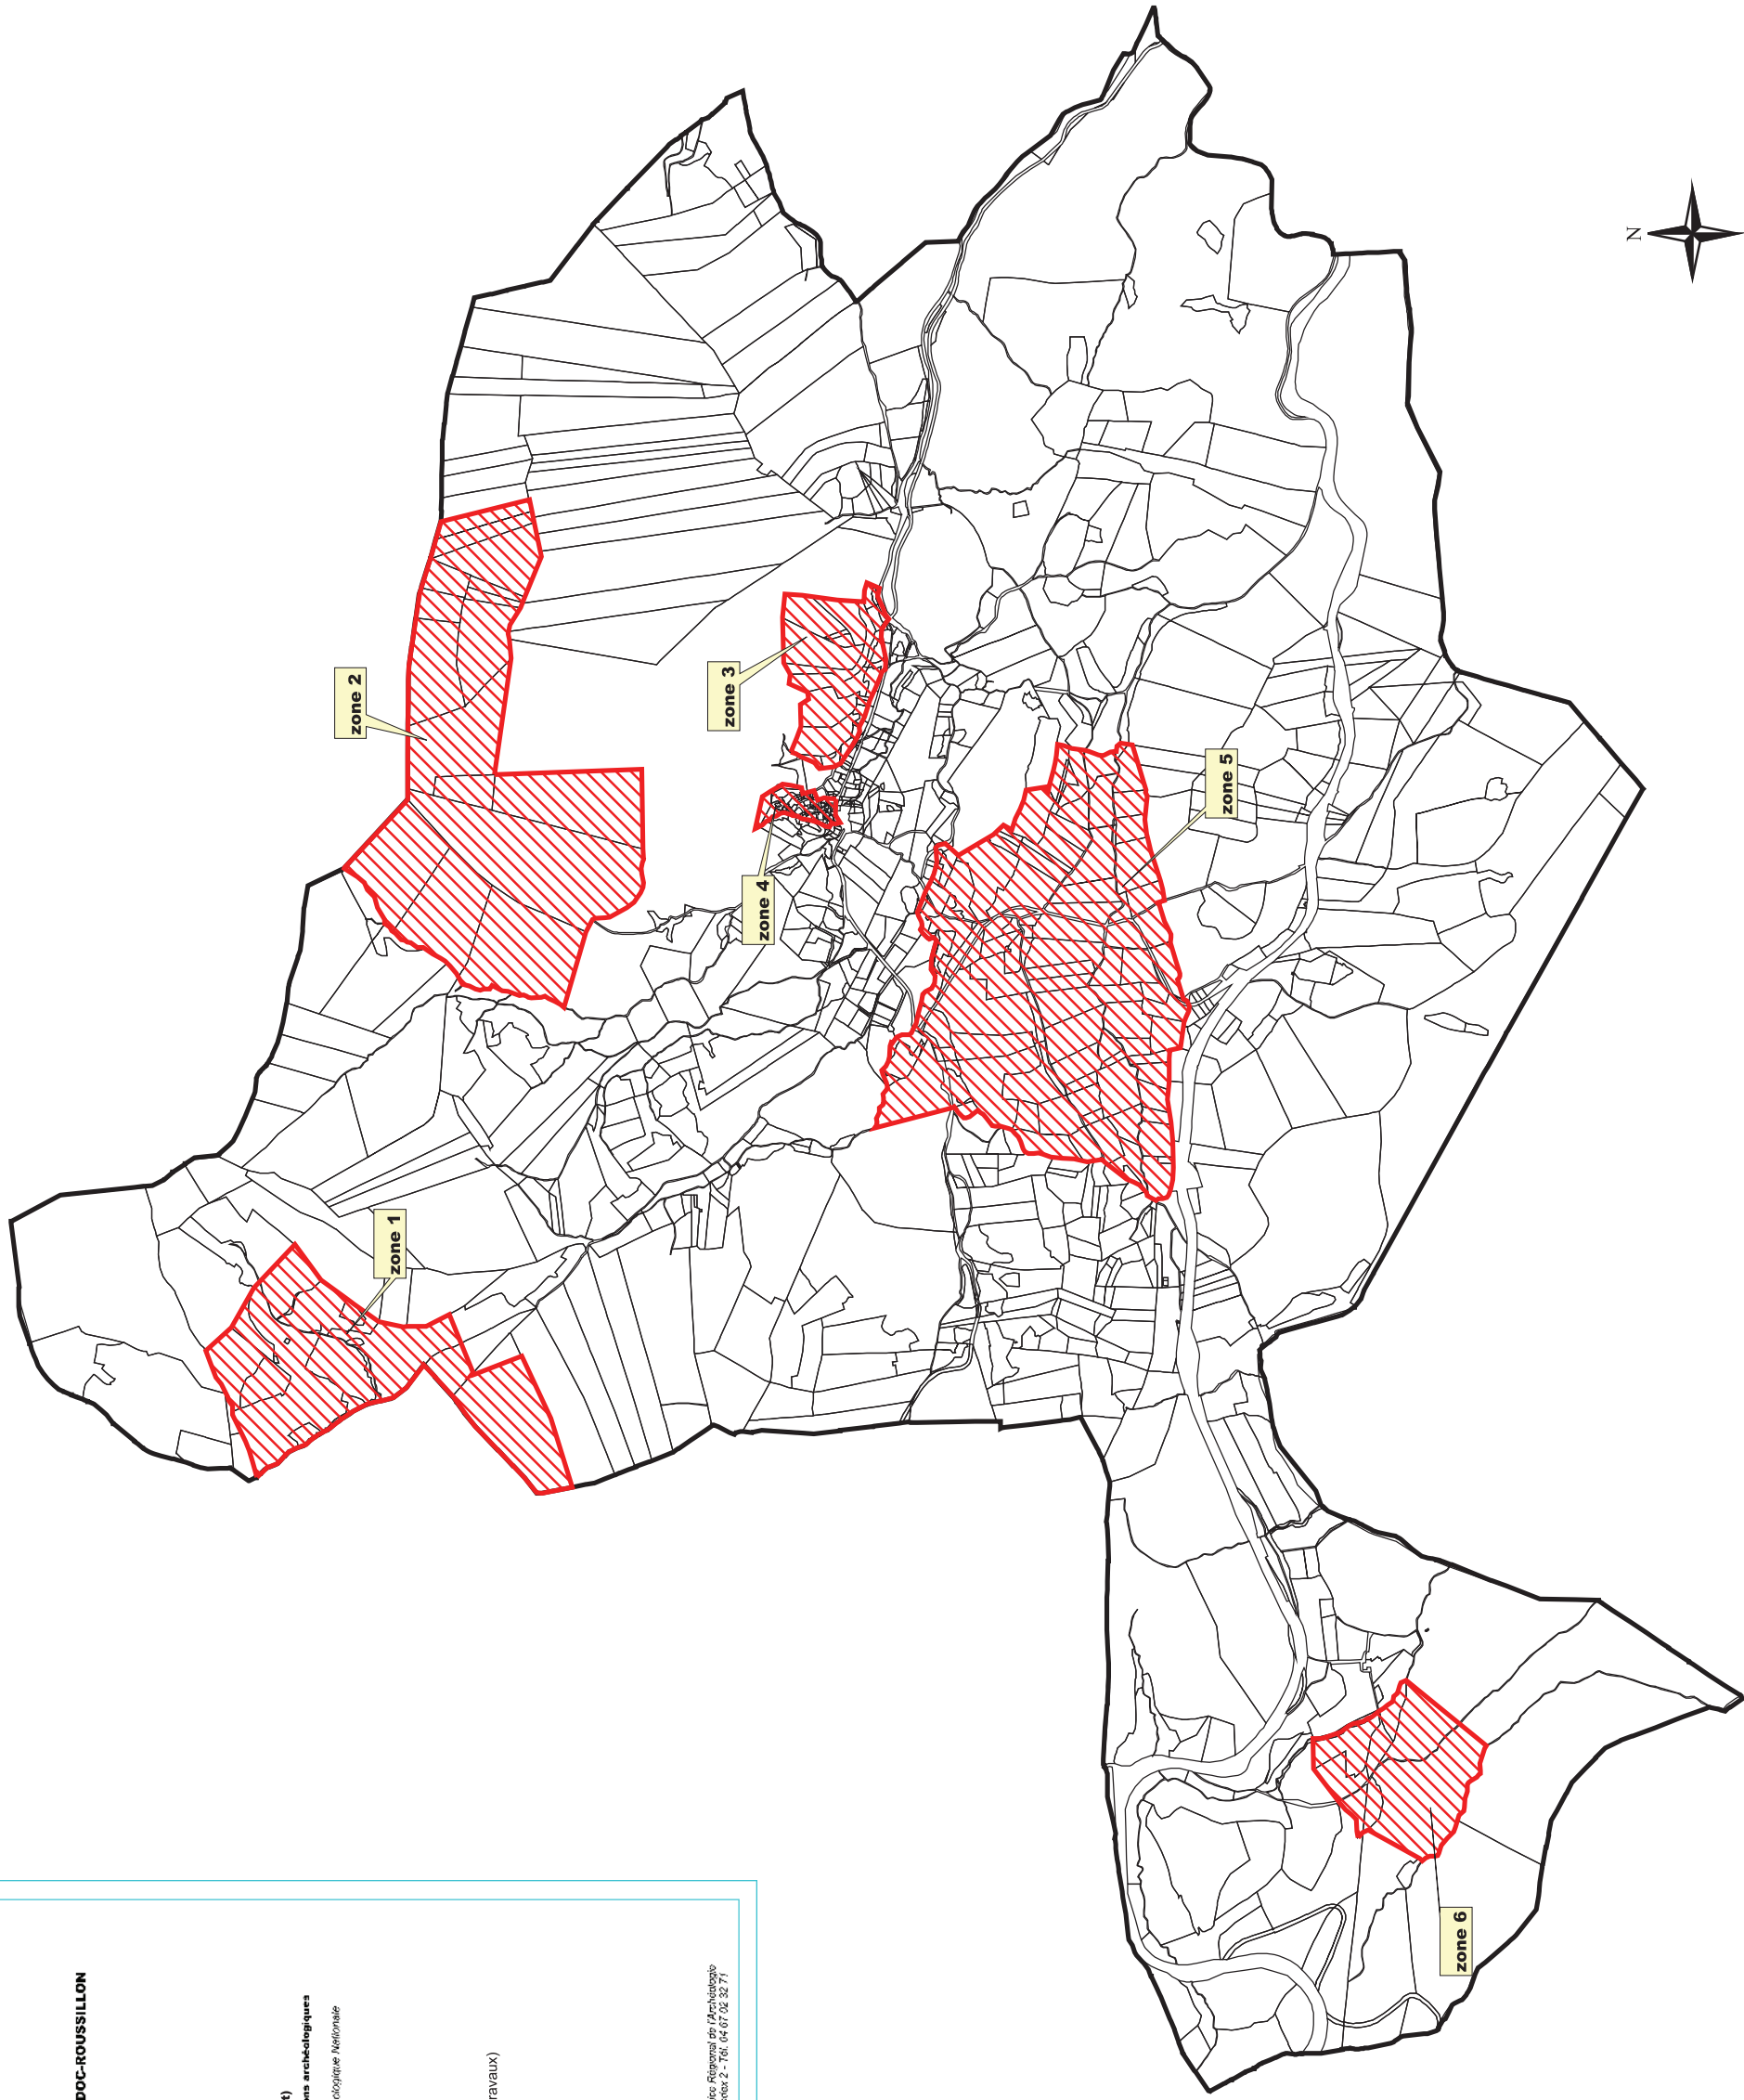 DOC-ROUSSILLON
t)
ns archéologiques
ologique Nationale
ravaux)
ice Régional de l'Archéologie
dex 2 - Tél. 04 67 02 32 71
zone 1
zone 2
zone 3
zone 4
zone 5
zone 6
N